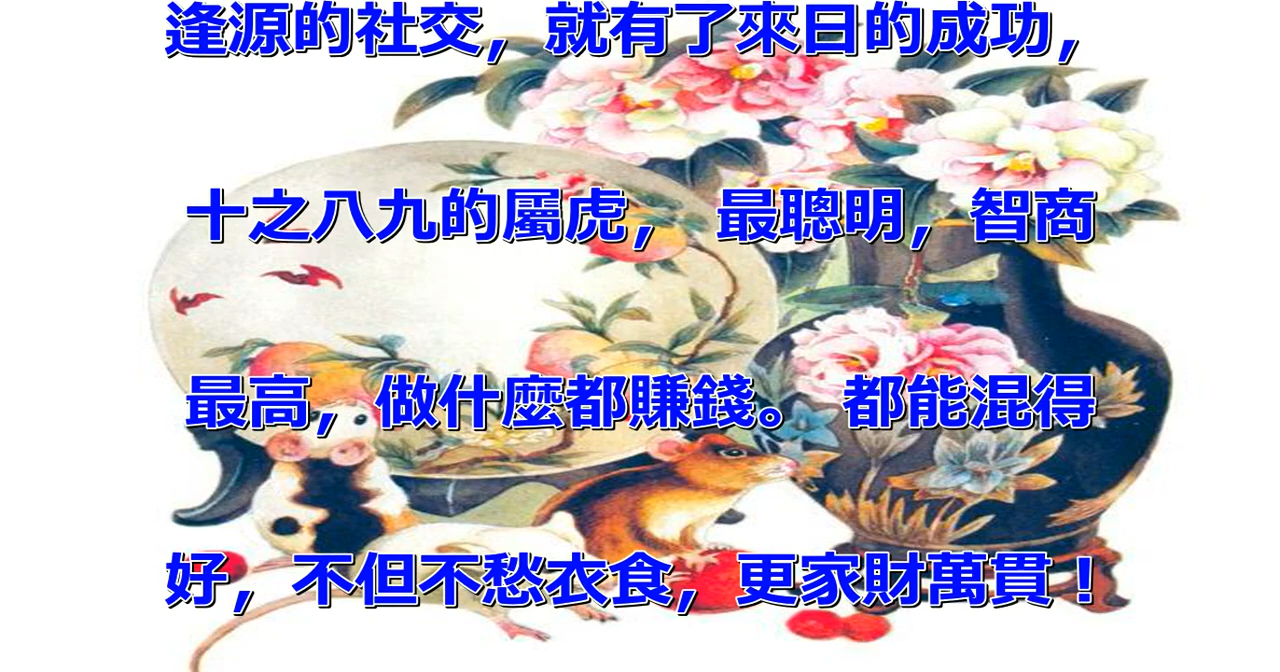 逢源的社交，就有了來日的成功，
十之八九的屬虎， 最聰明，智商
最高，做什麼都賺錢。 都能混得
好，不但不愁衣食，更家財萬貫！